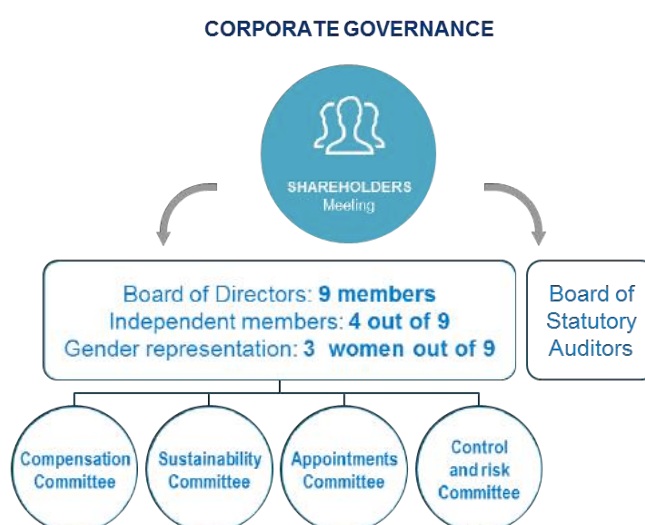 CORPORATE GOVERNANCE
SHAREHOLDERS
Meeting
Board of Directors: 9 members
Independent members: 4 out of 9
Gender representation: 3 women out of 9
Board of
Statutory
Auditors
Compensation
Committee
Sustainability
Committee
Appointments
Committee
Control
and risk
Committee